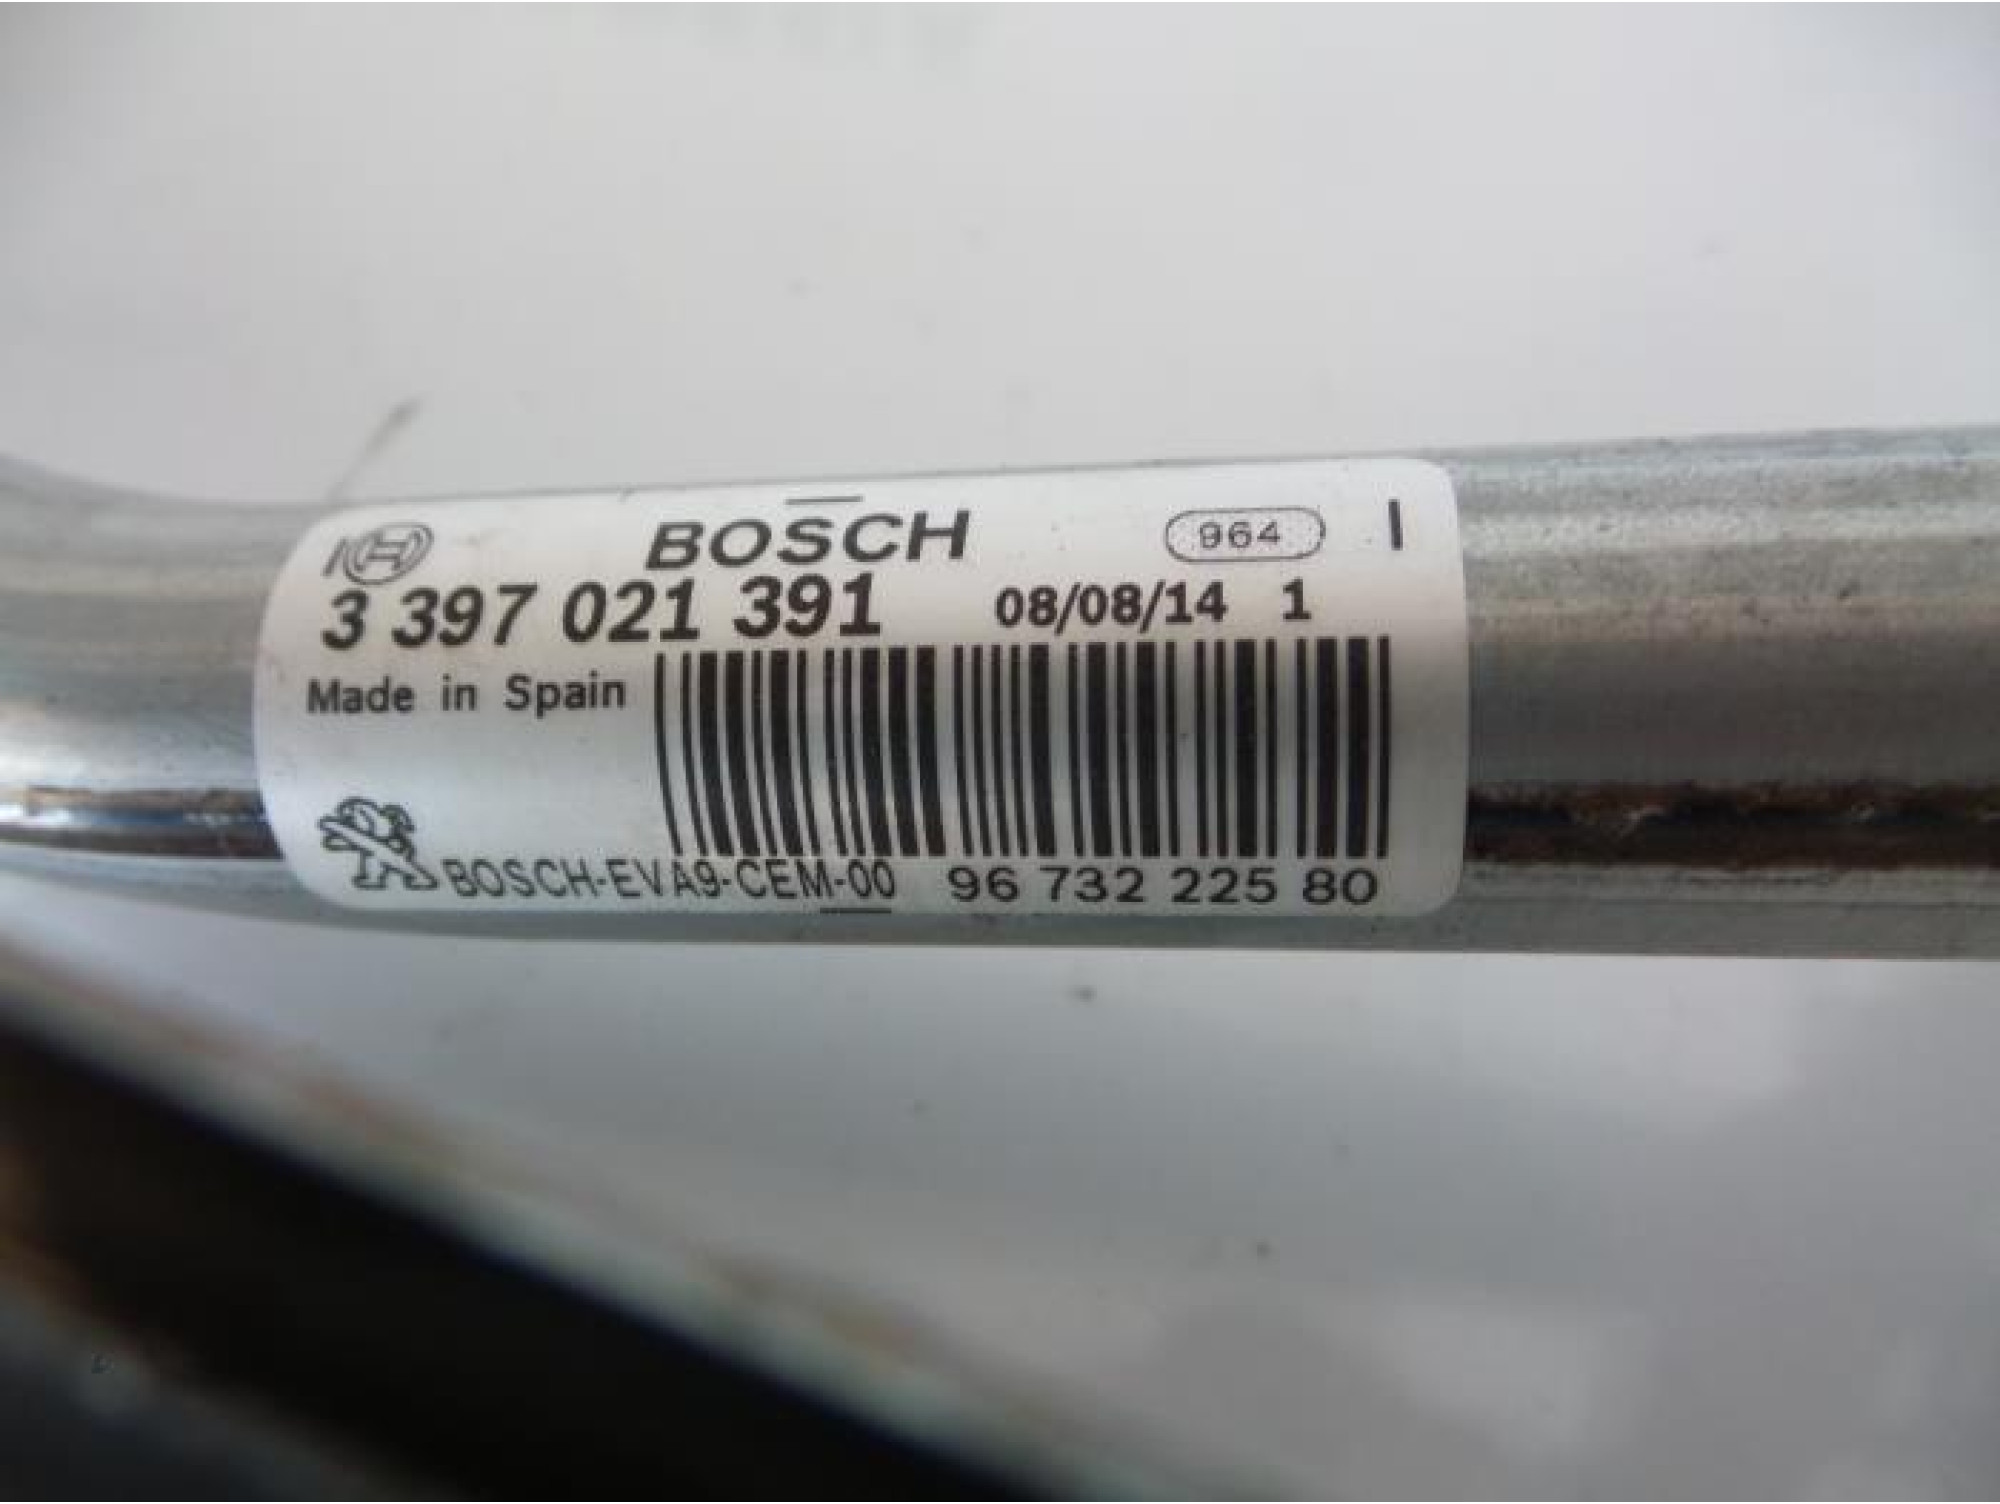 BOSCH 964 I
3 397 021 391 08/08/14 1
Made in Spain
BOSCH-EVA9-CEM-00 96 732 225 80